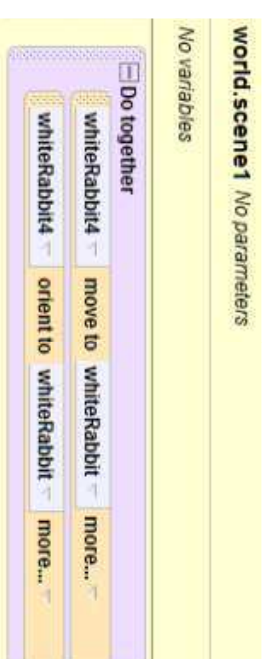 world.scene1 No parameters
No variables
Do together
whiteRabbit4 move to whiteRabbit more...
whiteRabbit4 orient to whiteRabbit more...